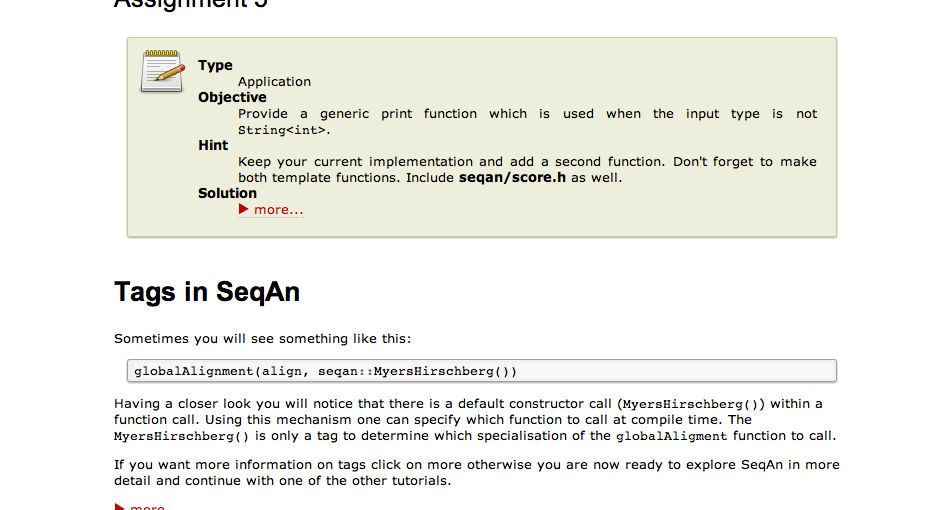 Assignment 5
Type
Application
Objective
Provide a generic print function which is used when the input type is not
String<int>.
Hint
Keep your current implementation and add a second function. Don't forget to make
both template functions. Include seqan/score.h as well.
Solution
more...
Tags in SeqAn
Sometimes you will see something like this:
globalAlignment(align, seqan::MyersHirschberg())
Having a closer look you will notice that there is a default constructor call (MyersHirschberg()) within a
function call. Using this mechanism one can specify which function to call at compile time. The
MyersHirschberg() is only a tag to determine which specialisation of the globalAligment function to call.
If you want more information on tags click on more otherwise you are now ready to explore SeqAn in more
detail and continue with one of the other tutorials.
more